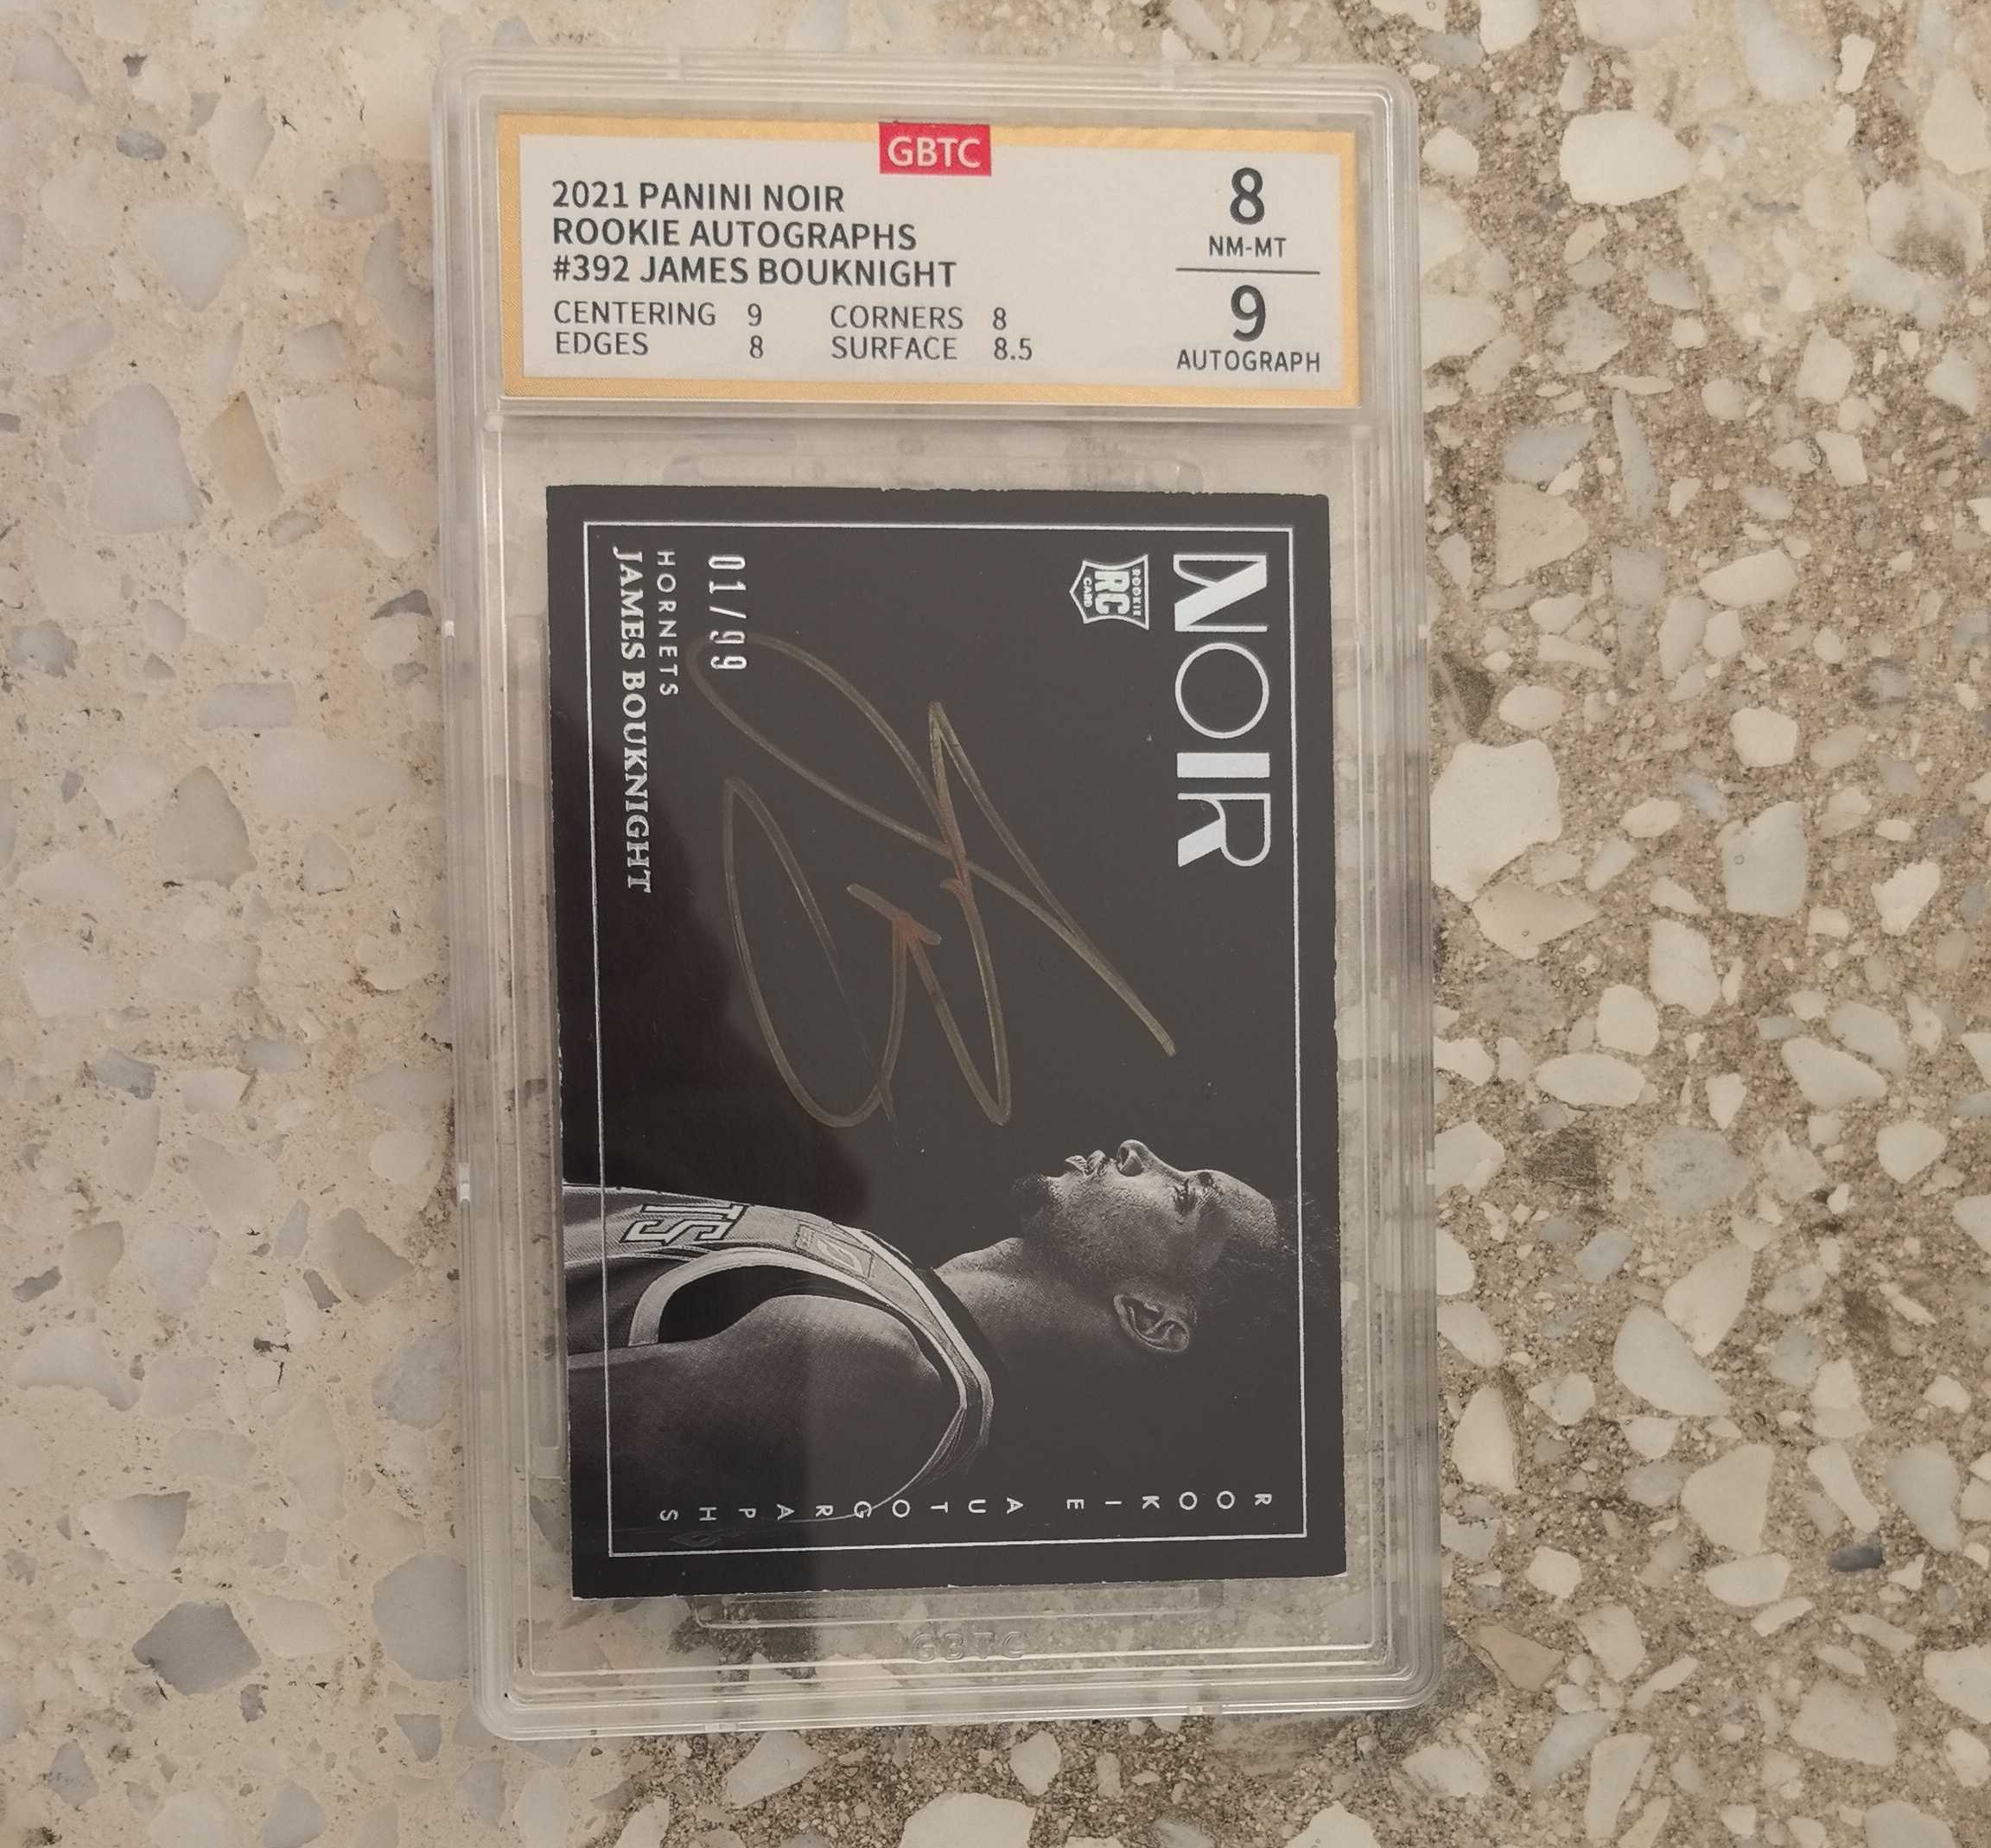 GBTC
2021 PANINI NOIR
ROOKIE AUTOGRAPHS
#392 JAMES BOUKNIGHT
CENTERING 9 CORNERS 8
EDGES 8 SURFACE 8.5
8
NM-MT
9
AUTOGRAPH
NOIR
ROOKIE
RC
CARD
01/99
HORNETS
JAMES BOUKNIGHT
TS
ROOKIE AUTOGRAPHS
GBTC